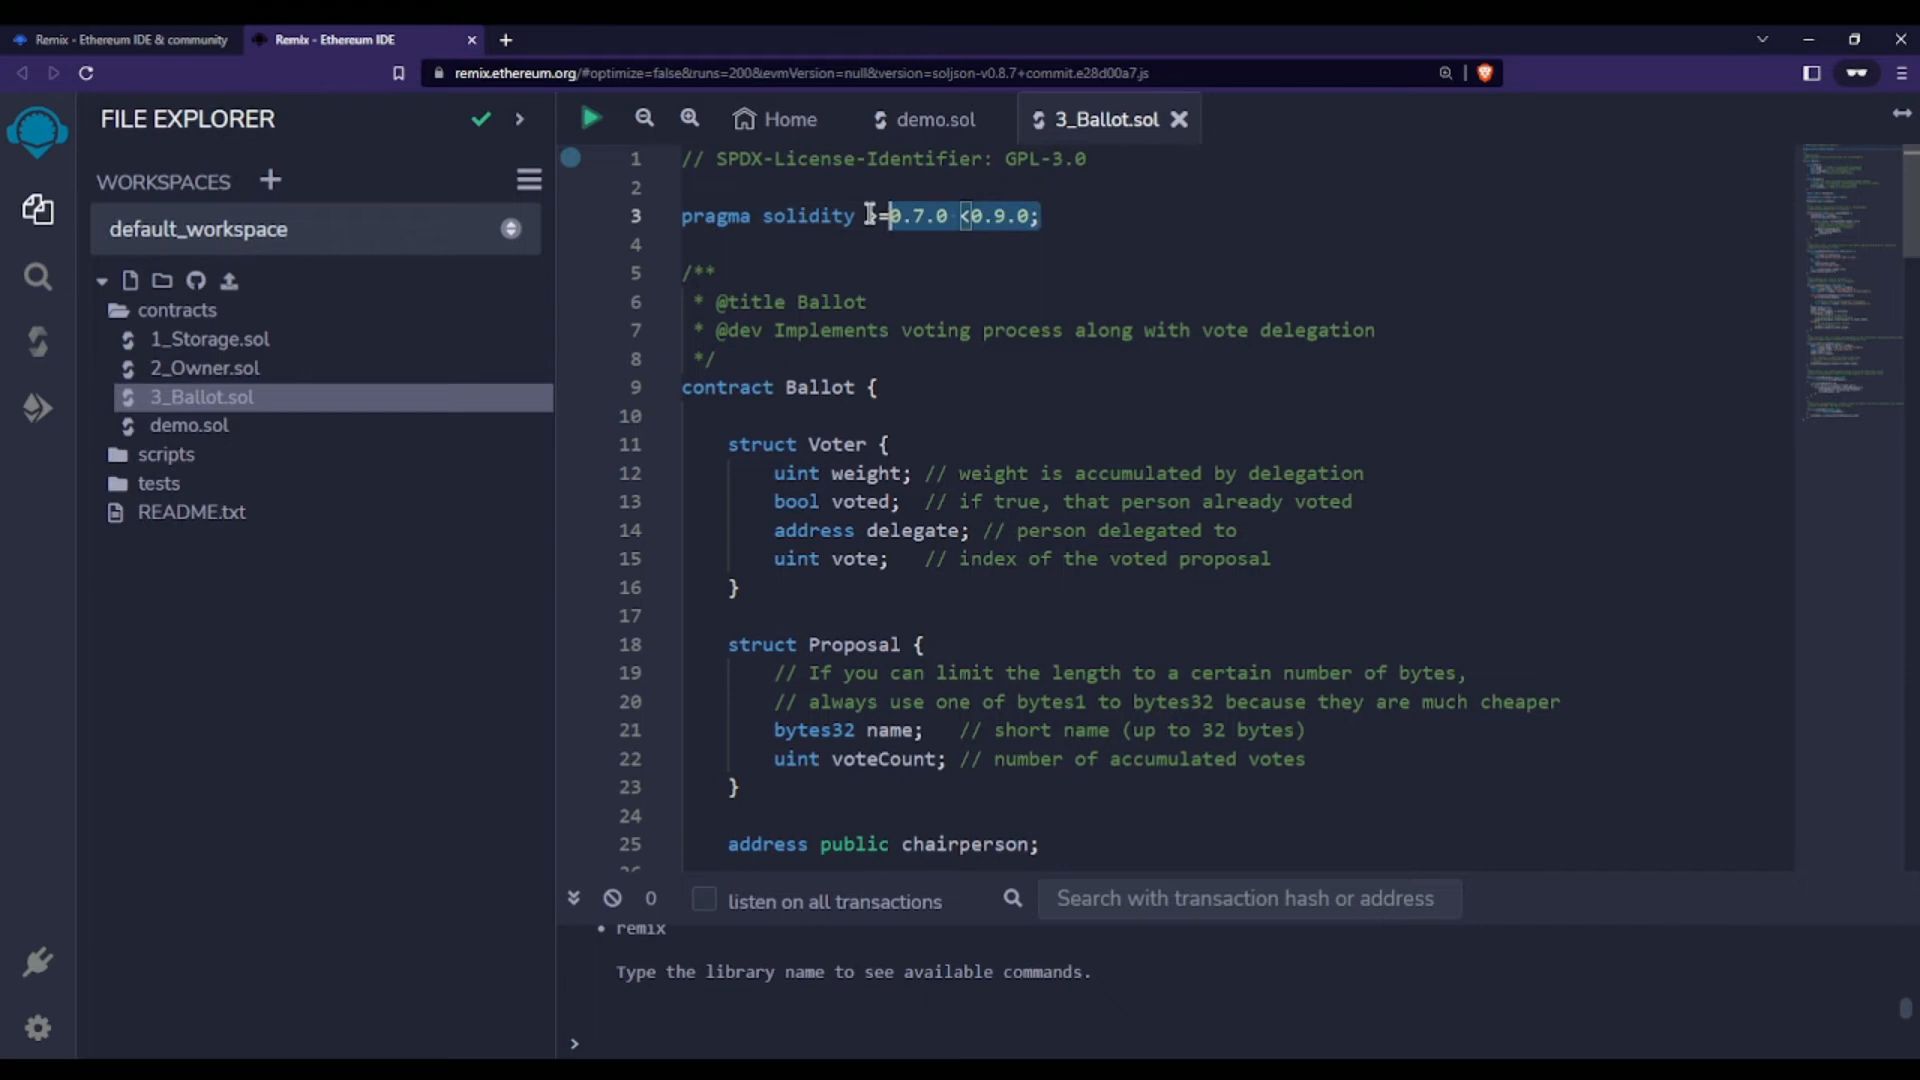 Remix - Ethereum IDE & community
Remix - Ethereum IDE
remix.ethereum.org/#optimize=false&runs=200&evmVersion=null&version=soljson-v0.8.7+commit.e28d00a7.js
FILE EXPLORER
WORKSPACES
default_workspace
contracts
1_Storage.sol
2_Owner.sol
3_Ballot.sol
demo.sol
scripts
tests
README.txt
Home
demo.sol
3_Ballot.sol
1 // SPDX-License-Identifier: GPL-3.0
2
3 pragma solidity >=0.7.0 <0.9.0;
4
5 /**
6 * @title Ballot
7 * @dev Implements voting process along with vote delegation
8 */
9 contract Ballot {
10
11 struct Voter {
12 uint weight; // weight is accumulated by delegation
13 bool voted; // if true, that person already voted
14 address delegate; // person delegated to
15 uint vote; // index of the voted proposal
16 }
17
18 struct Proposal {
19 // If you can limit the length to a certain number of bytes,
20 // always use one of bytes1 to bytes32 because they are much cheaper
21 bytes32 name; // short name (up to 32 bytes)
22 uint voteCount; // number of accumulated votes
23 }
24
25 address public chairperson;
0
listen on all transactions
Search with transaction hash or address
• remix
Type the library name to see available commands.
>